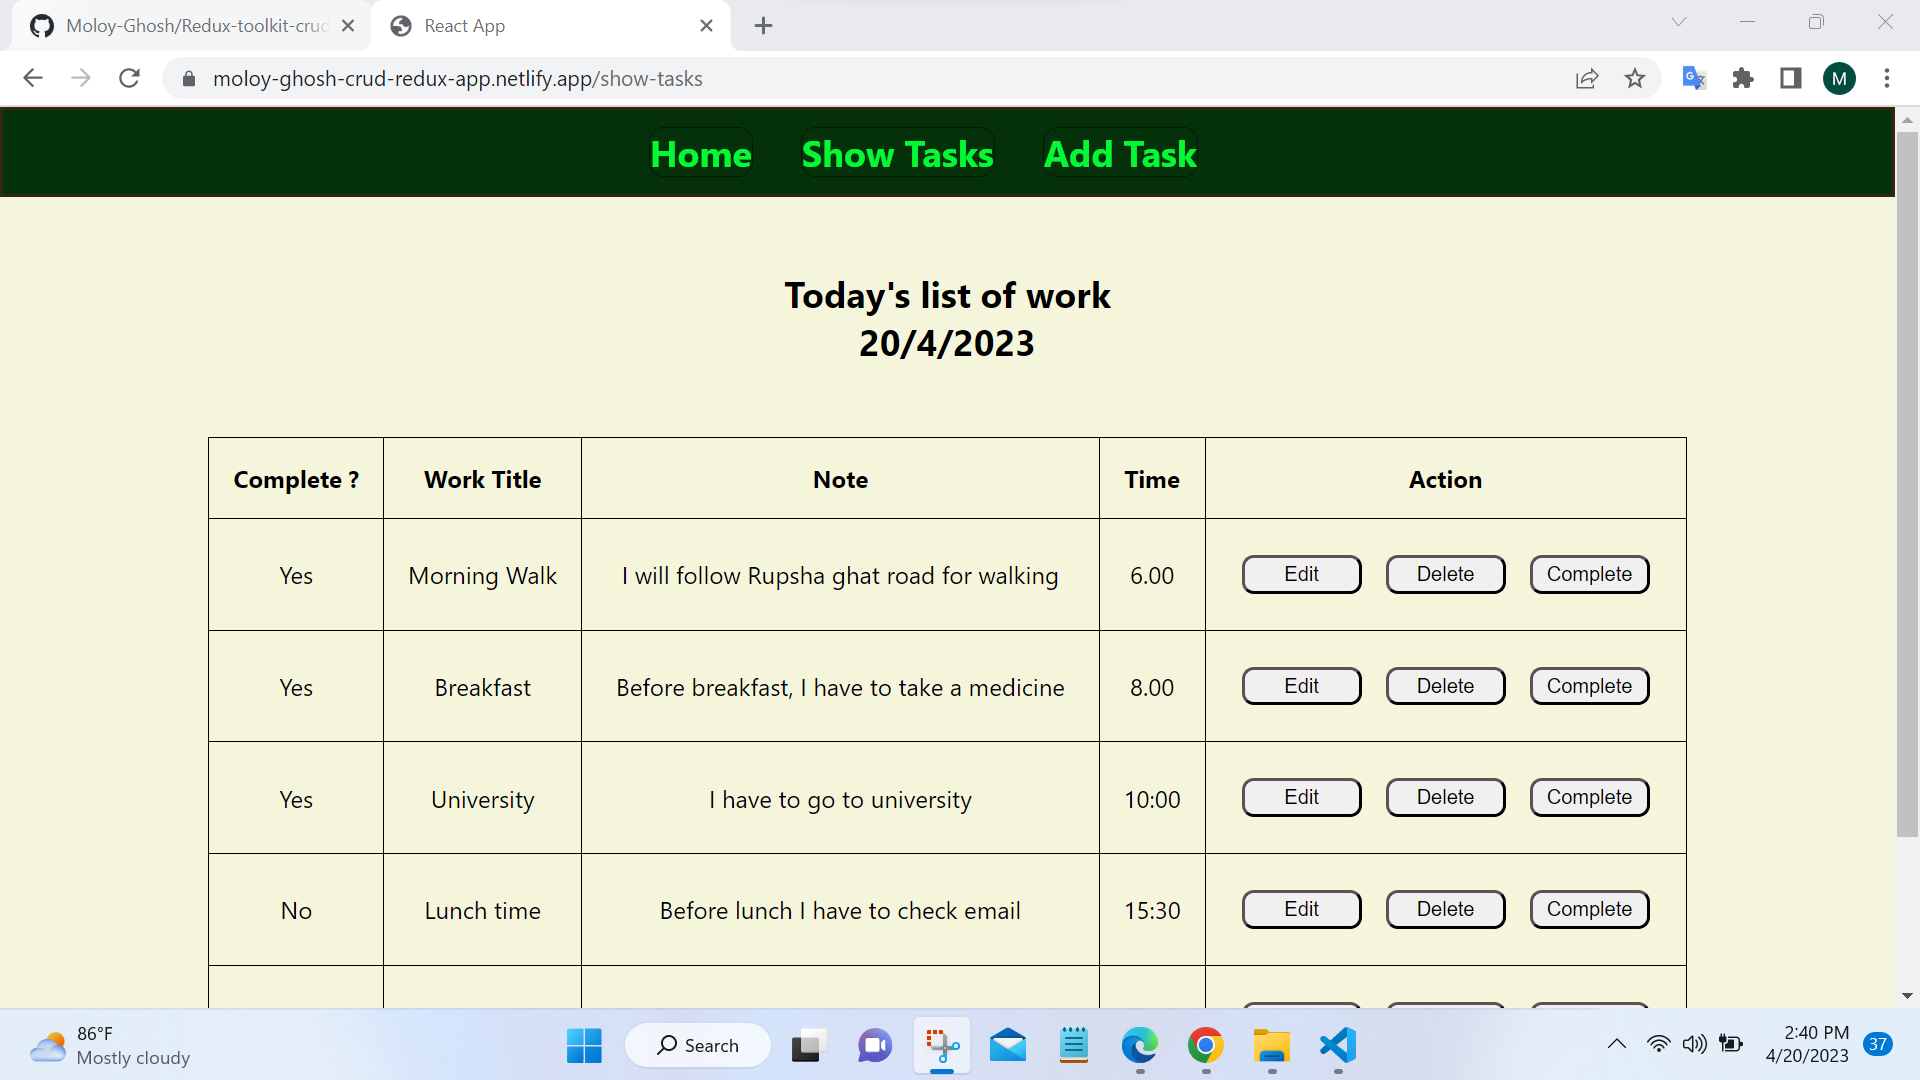 Moloy-Ghosh/Redux-toolkit-crud
React App
moloy-ghosh-crud-redux-app.netlify.app/show-tasks
M
Home Show Tasks Add Task
Today's list of work
20/4/2023
Complete ? Work Title Note Time Action
Yes Morning Walk I will follow Rupsha ghat road for walking 6.00 Edit Delete Complete
Yes Breakfast Before breakfast, I have to take a medicine 8.00 Edit Delete Complete
Yes University I have to go to university 10:00 Edit Delete Complete
No Lunch time Before lunch I have to check email 15:30 Edit Delete Complete
86°F
Mostly cloudy
Search
2:40 PM
4/20/2023
37